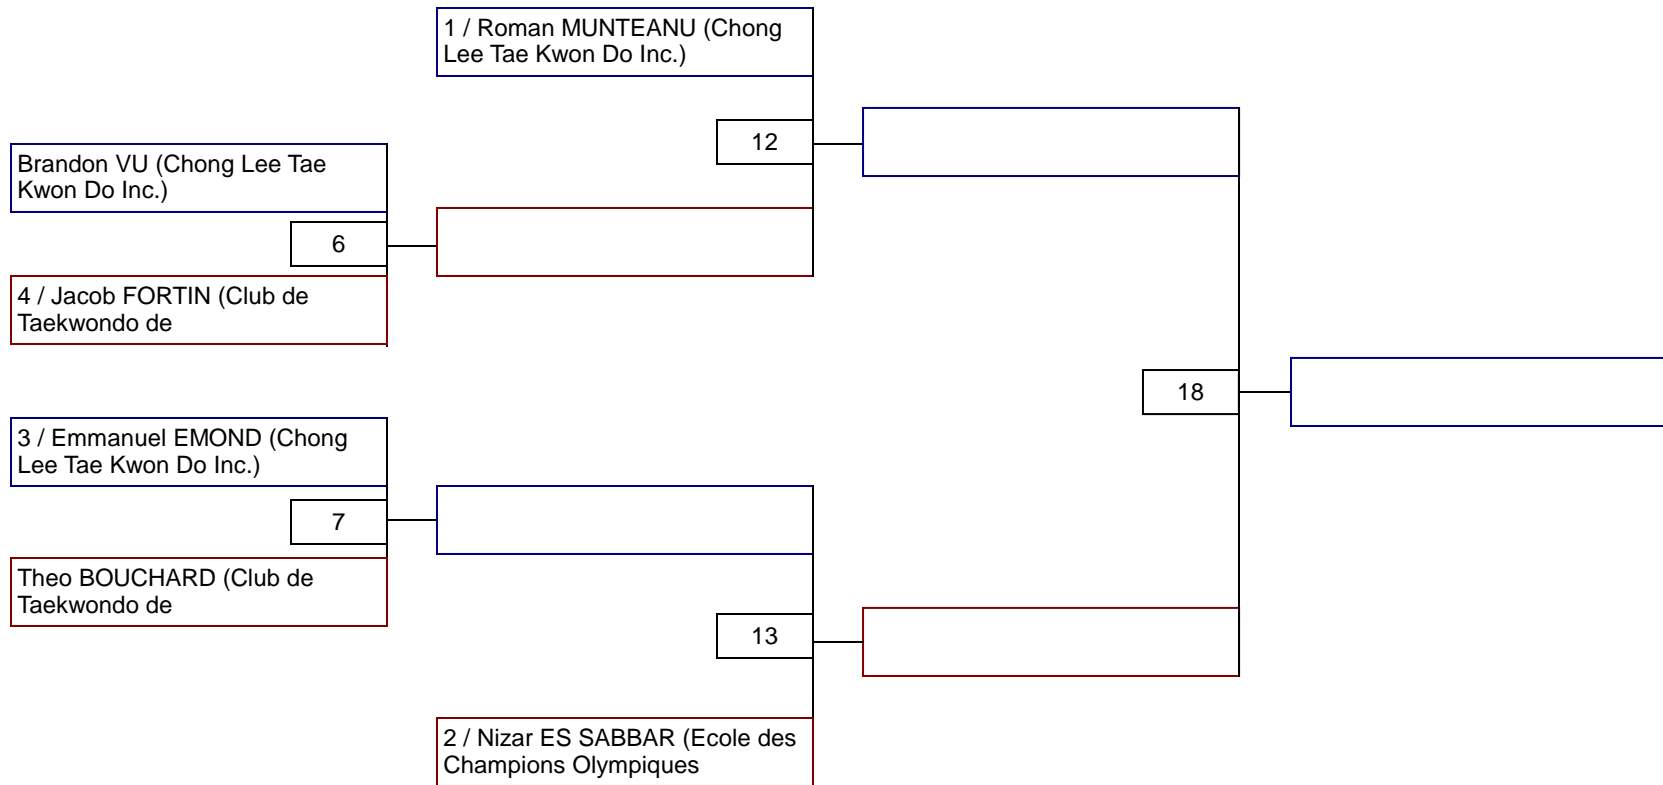 1 / Roman MUNTEANU (Chong
Lee Tae Kwon Do Inc.)
12
Brandon VU (Chong Lee Tae
Kwon Do Inc.)
6
4 / Jacob FORTIN (Club de
Taekwondo de
18
3 / Emmanuel EMOND (Chong
Lee Tae Kwon Do Inc.)
7
Theo BOUCHARD (Club de
Taekwondo de
13
2 / Nizar ES SABBAR (Ecole des
Champions Olympiques